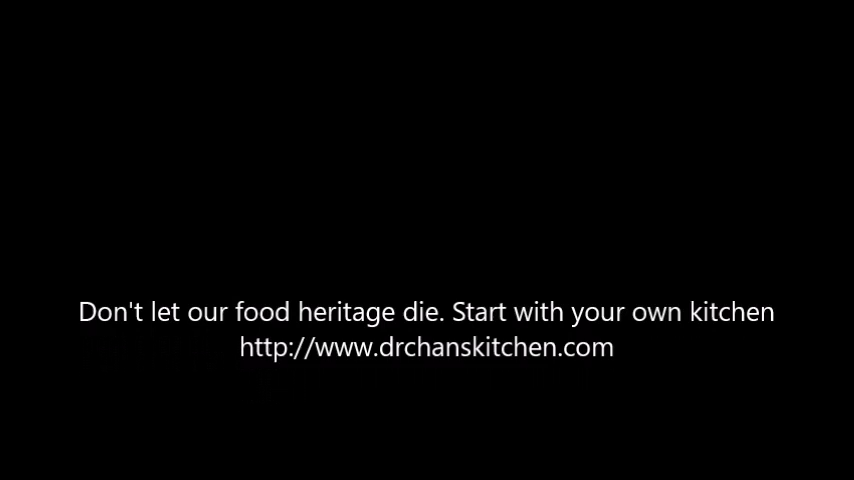 Don't let our food heritage die. Start with your own kitchen
http://www.drchanskitchen.com